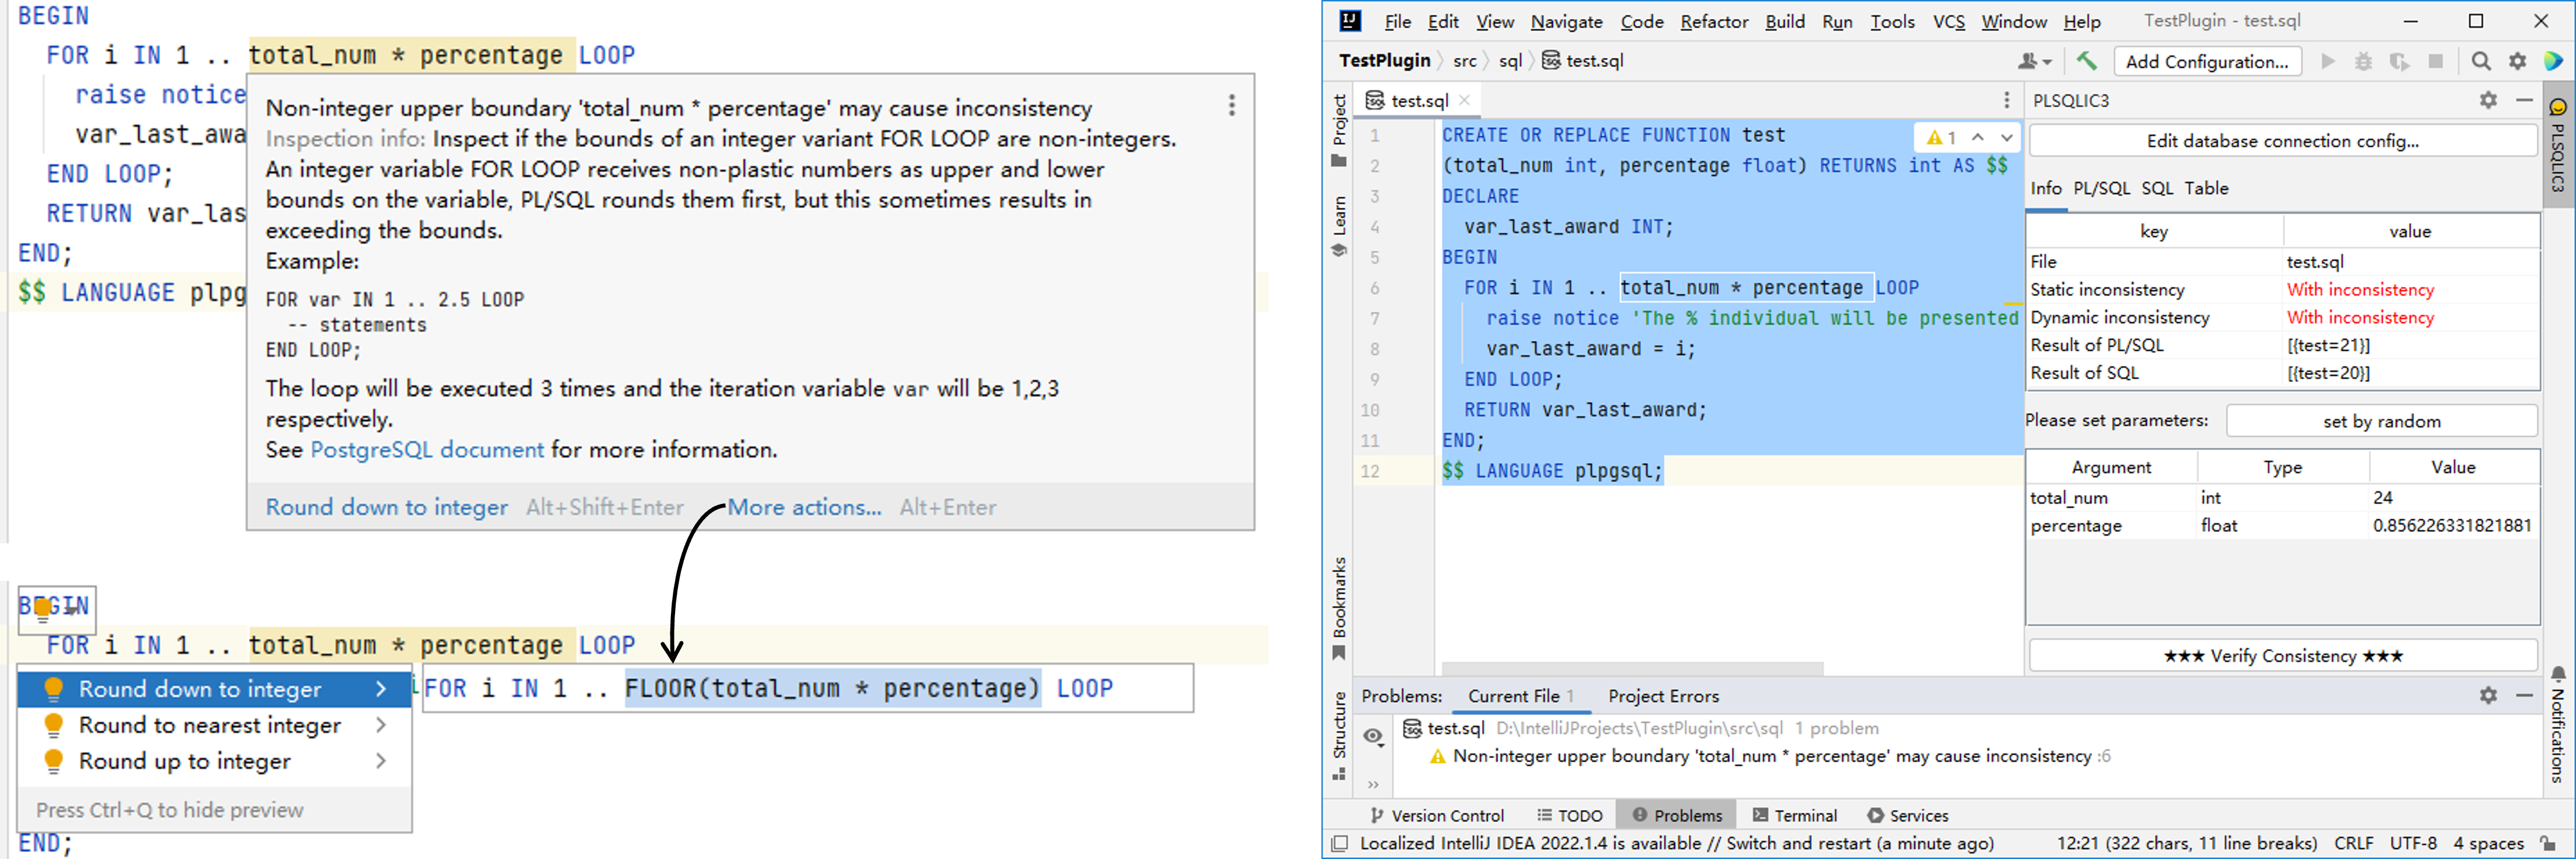 BEGIN
FOR i IN 1 .. total_num * percentage LOOP
raise notice
var_last_awa
END LOOP;
RETURN var_las
END;
$$ LANGUAGE plpg
Non-integer upper boundary 'total_num * percentage' may cause inconsistency
Inspection info: Inspect if the bounds of an integer variant FOR LOOP are non-integers.
An integer variable FOR LOOP receives non-plastic numbers as upper and lower
bounds on the variable, PL/SQL rounds them first, but this sometimes results in
exceeding the bounds.
Example:
FOR var IN 1 .. 2.5 LOOP
-- statements
END LOOP;
The loop will be executed 3 times and the iteration variable var will be 1,2,3
respectively.
See PostgreSQL document for more information.
Round down to integer Alt+Shift+Enter More actions... Alt+Enter
BEGIN
FOR i IN 1 .. total_num * percentage LOOP
Round down to integer
Round to nearest integer
Round up to integer
Press Ctrl+Q to hide preview
FOR i IN 1 .. FLOOR(total_num * percentage) LOOP
END;
File Edit View Navigate Code Refactor Build Run Tools VCS Window Help TestPlugin - test.sql
TestPlugin src sql test.sql Add Configuration...
Project
Learn
Bookmarks
Structure
test.sql
1 CREATE OR REPLACE FUNCTION test
2 (total_num int, percentage float) RETURNS int AS $$
3 DECLARE
4 var_last_award INT;
5 BEGIN
6 FOR i IN 1 .. total_num * percentage LOOP
7 raise notice 'The % individual will be presented
8 var_last_award = i;
9 END LOOP;
10 RETURN var_last_award;
11 END;
12 $$ LANGUAGE plpgsql;
1
PLSQLIC3
Edit database connection config...
Info PL/SQL SQL Table
key value
File test.sql
Static inconsistency With inconsistency
Dynamic inconsistency With inconsistency
Result of PL/SQL [{test=21}]
Result of SQL [{test=20}]
Please set parameters: set by random
Argument Type Value
total_num int 24
percentage float 0.856226331821881
★★★ Verify Consistency ★★★
PLSQLIC3
Notifications
Problems: Current File 1 Project Errors
test.sql D:\IntelliJProjects\TestPlugin\src\sql 1 problem
Non-integer upper boundary 'total_num * percentage' may cause inconsistency :6
Version Control TODO Problems Terminal Services
Localized IntelliJ IDEA 2022.1.4 is available // Switch and restart (a minute ago) 12:21 (322 chars, 11 line breaks) CRLF UTF-8 4 spaces